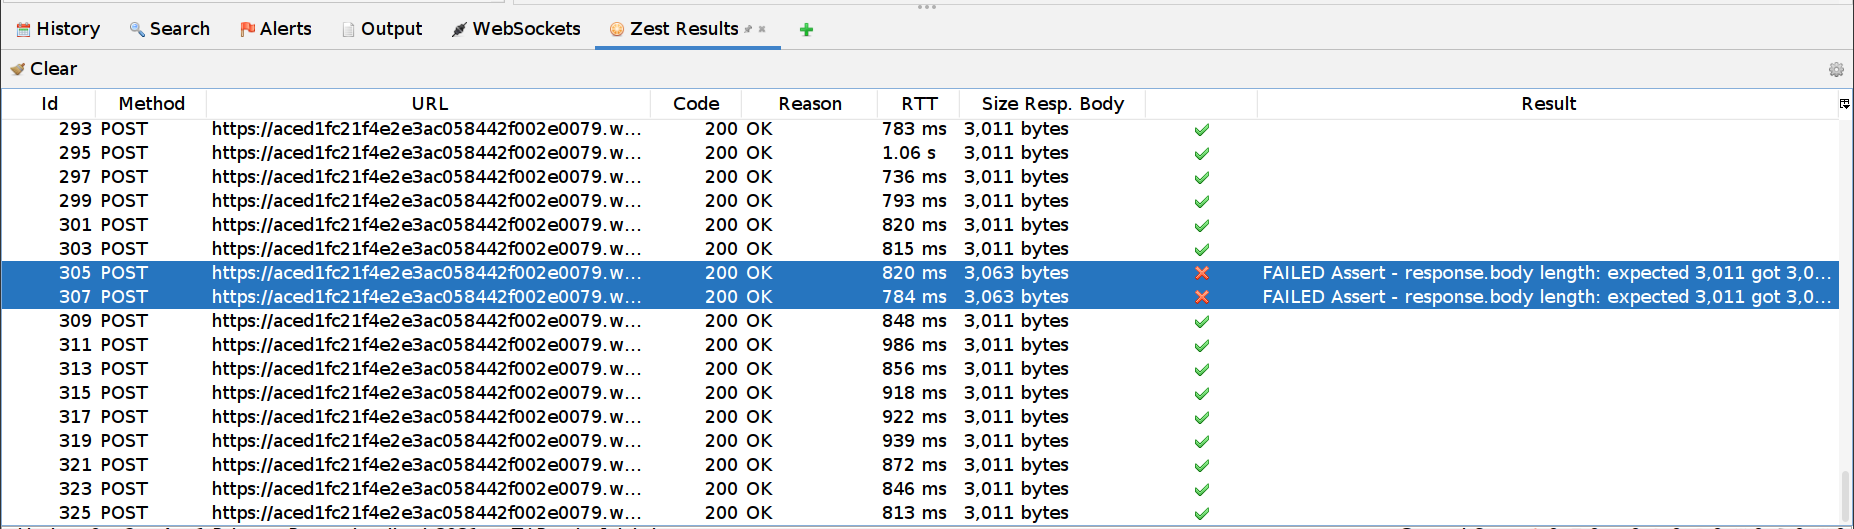 History Search Alerts Output WebSockets Zest Results
Clear
Id Method URL Code Reason RTT Size Resp. Body Result
293 POST https://aced1fc21f4e2e3ac058442f002e0079.w... 200 OK 783 ms 3,011 bytes
295 POST https://aced1fc21f4e2e3ac058442f002e0079.w... 200 OK 1.06 s 3,011 bytes
297 POST https://aced1fc21f4e2e3ac058442f002e0079.w... 200 OK 736 ms 3,011 bytes
299 POST https://aced1fc21f4e2e3ac058442f002e0079.w... 200 OK 793 ms 3,011 bytes
301 POST https://aced1fc21f4e2e3ac058442f002e0079.w... 200 OK 820 ms 3,011 bytes
303 POST https://aced1fc21f4e2e3ac058442f002e0079.w... 200 OK 815 ms 3,011 bytes
305 POST https://aced1fc21f4e2e3ac058442f002e0079.w... 200 OK 820 ms 3,063 bytes FAILED Assert - response.body length: expected 3,011 got 3,0...
307 POST https://aced1fc21f4e2e3ac058442f002e0079.w... 200 OK 784 ms 3,063 bytes FAILED Assert - response.body length: expected 3,011 got 3,0...
309 POST https://aced1fc21f4e2e3ac058442f002e0079.w... 200 OK 848 ms 3,011 bytes
311 POST https://aced1fc21f4e2e3ac058442f002e0079.w... 200 OK 986 ms 3,011 bytes
313 POST https://aced1fc21f4e2e3ac058442f002e0079.w... 200 OK 856 ms 3,011 bytes
315 POST https://aced1fc21f4e2e3ac058442f002e0079.w... 200 OK 918 ms 3,011 bytes
317 POST https://aced1fc21f4e2e3ac058442f002e0079.w... 200 OK 922 ms 3,011 bytes
319 POST https://aced1fc21f4e2e3ac058442f002e0079.w... 200 OK 939 ms 3,011 bytes
321 POST https://aced1fc21f4e2e3ac058442f002e0079.w... 200 OK 872 ms 3,011 bytes
323 POST https://aced1fc21f4e2e3ac058442f002e0079.w... 200 OK 846 ms 3,011 bytes
325 POST https://aced1fc21f4e2e3ac058442f002e0079.w... 200 OK 813 ms 3,011 bytes